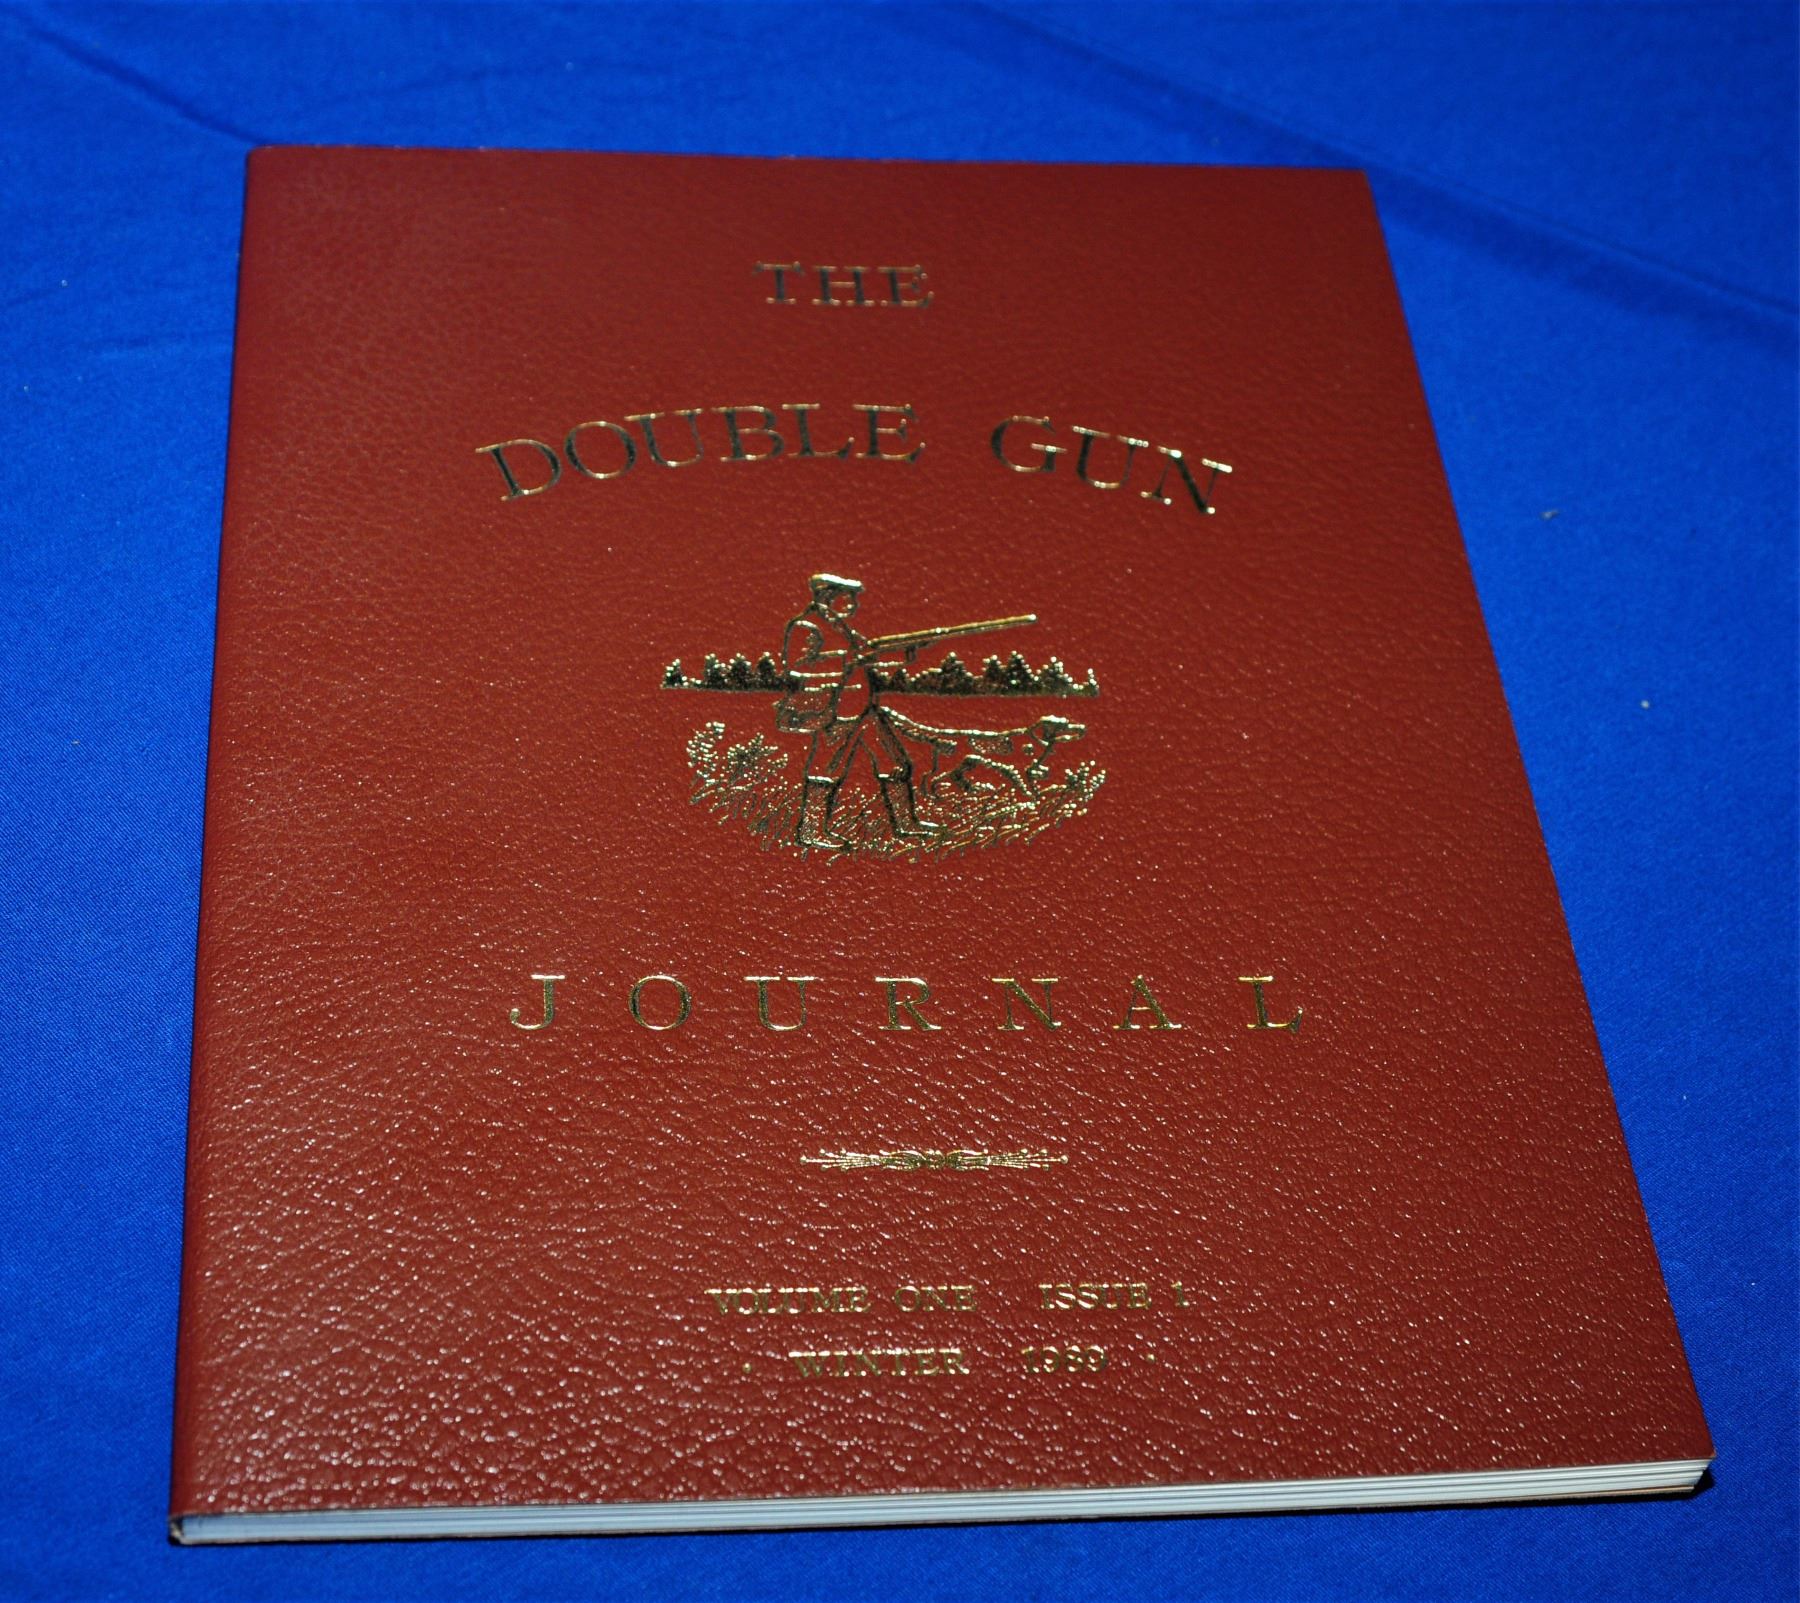 THE
DOUBLE GUN
JOURNAL
VOLUME ONE ISSUE 1
· WINTER 1989 ·